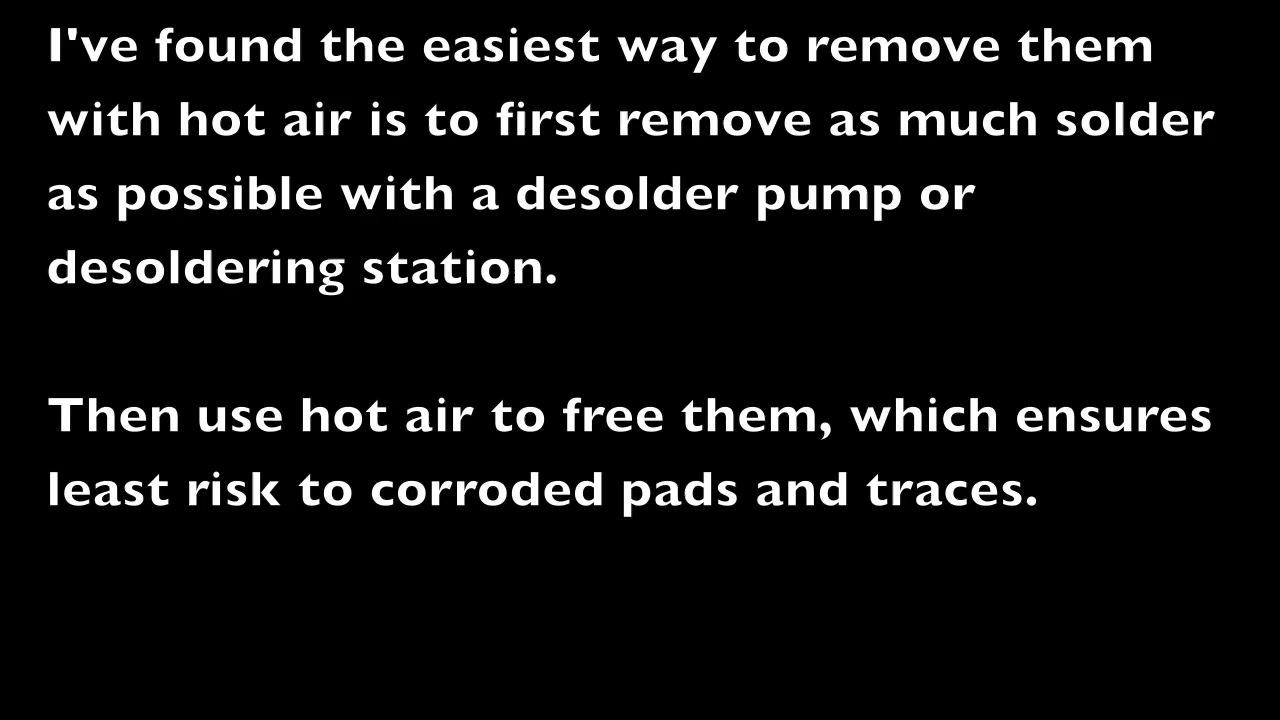 I've found the easiest way to remove them
with hot air is to first remove as much solder
as possible with a desolder pump or
desoldering station.
Then use hot air to free them, which ensures
least risk to corroded pads and traces.